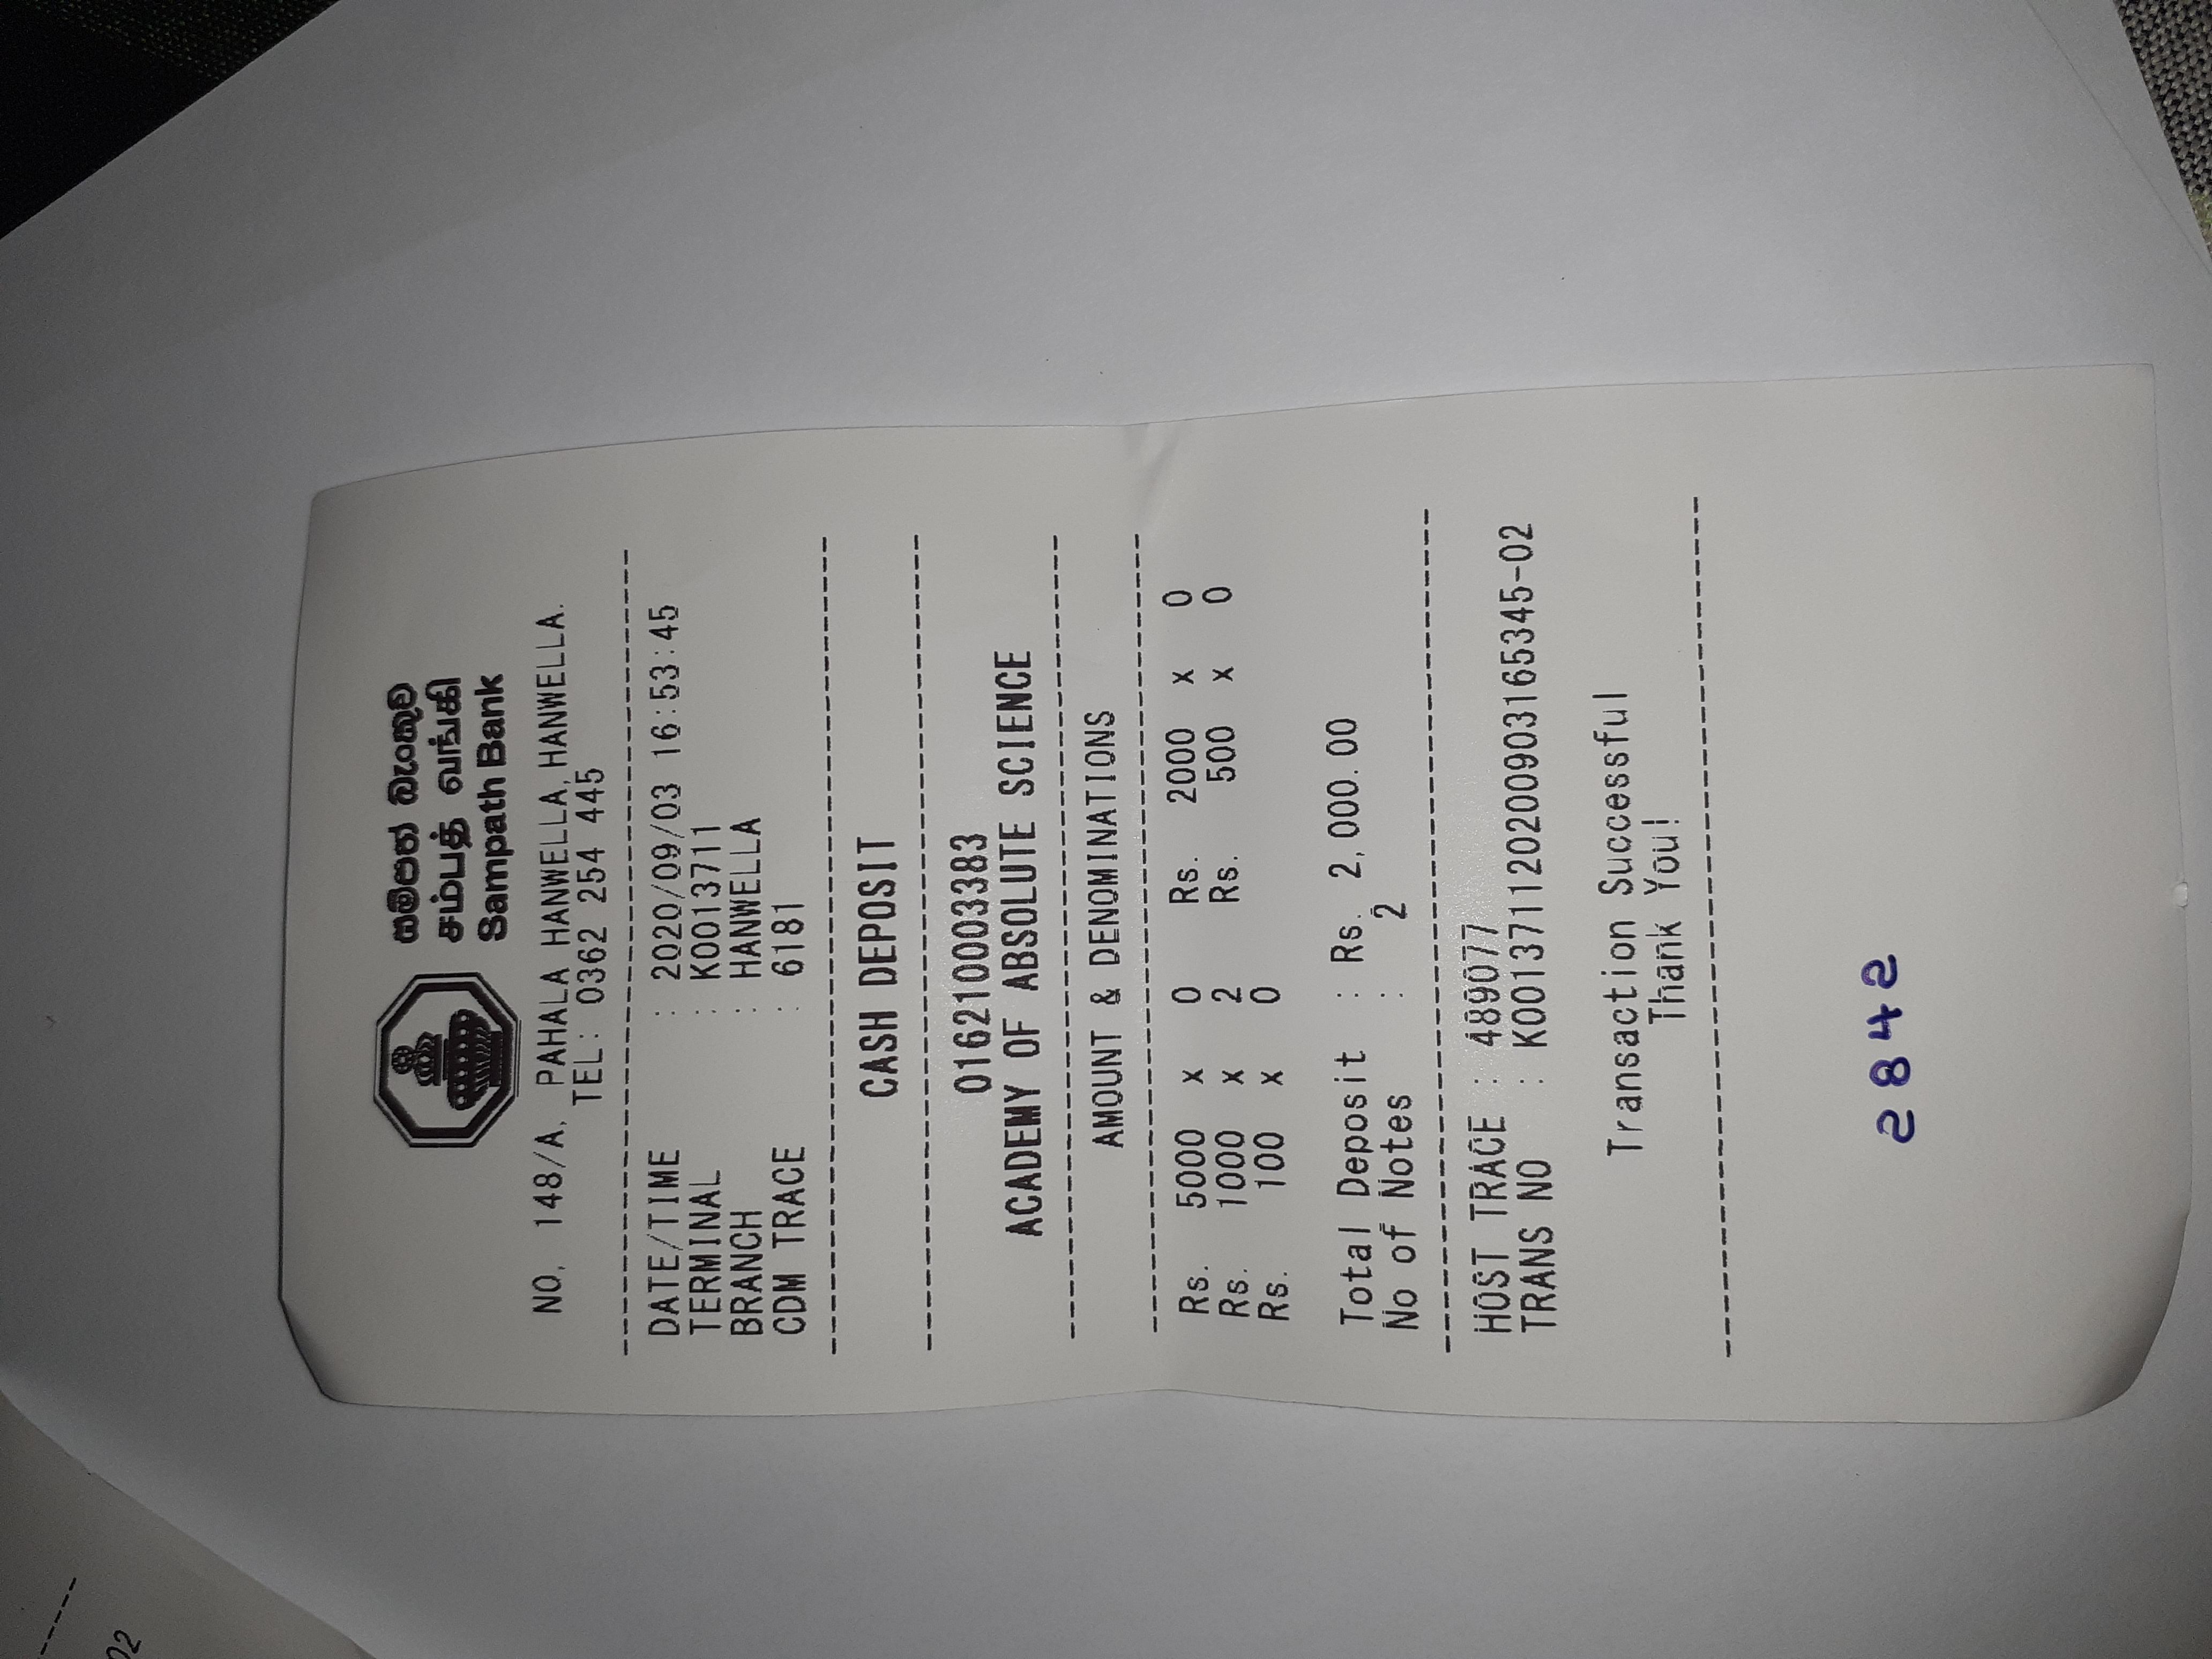 02
සම්පත් බැංකුව
சம்பத் வங்கி
Sampath Bank
NO, 148/A, PAHALA HANWELLA, HANWELLA.
TEL: 0362 254 445
DATE/TIME : 2020/09/03 16:53:45
TERMINAL : K0013711
BRANCH : HANWELLA
CDM TRACE : 6181
CASH DEPOSIT
016210003383
ACADEMY OF ABSOLUTE SCIENCE
AMOUNT & DENOMINATIONS
Rs. 5000 x 0 Rs. 2000 x 0
Rs. 1000 x 2 Rs. 500 x 0
Rs. 100 x 0
Total Deposit : Rs. 2,000.00
No of Notes : 2
HOST TRACE : 489077
TRANS NO : K001371120200903165345-02
Transaction Successful
Thank You!
2842